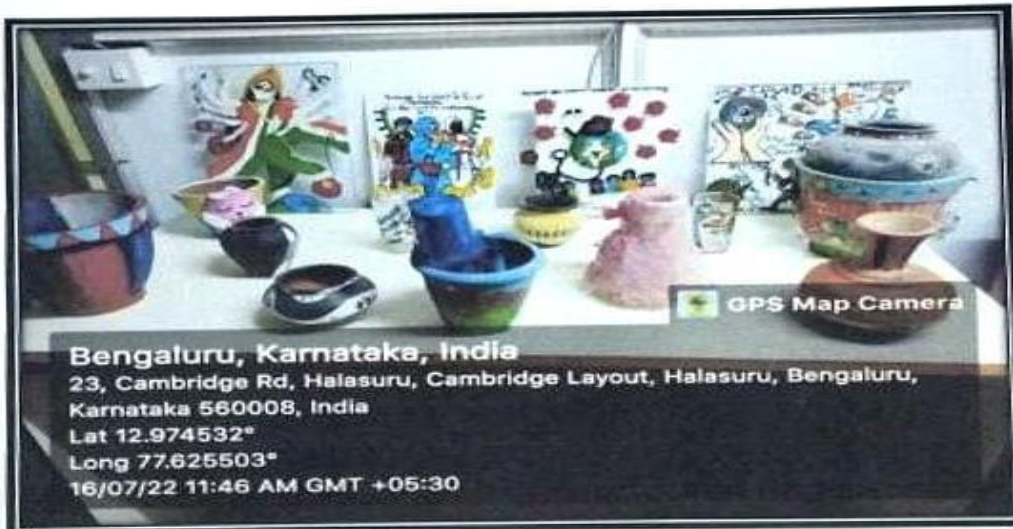 GPS Map Camera
Bengaluru, Karnataka, India
23, Cambridge Rd, Halasuru, Cambridge Layout, Halasuru, Bengaluru,
Karnataka 560008, India
Lat 12.974532°
Long 77.625503°
16/07/22 11:46 AM GMT +05:30